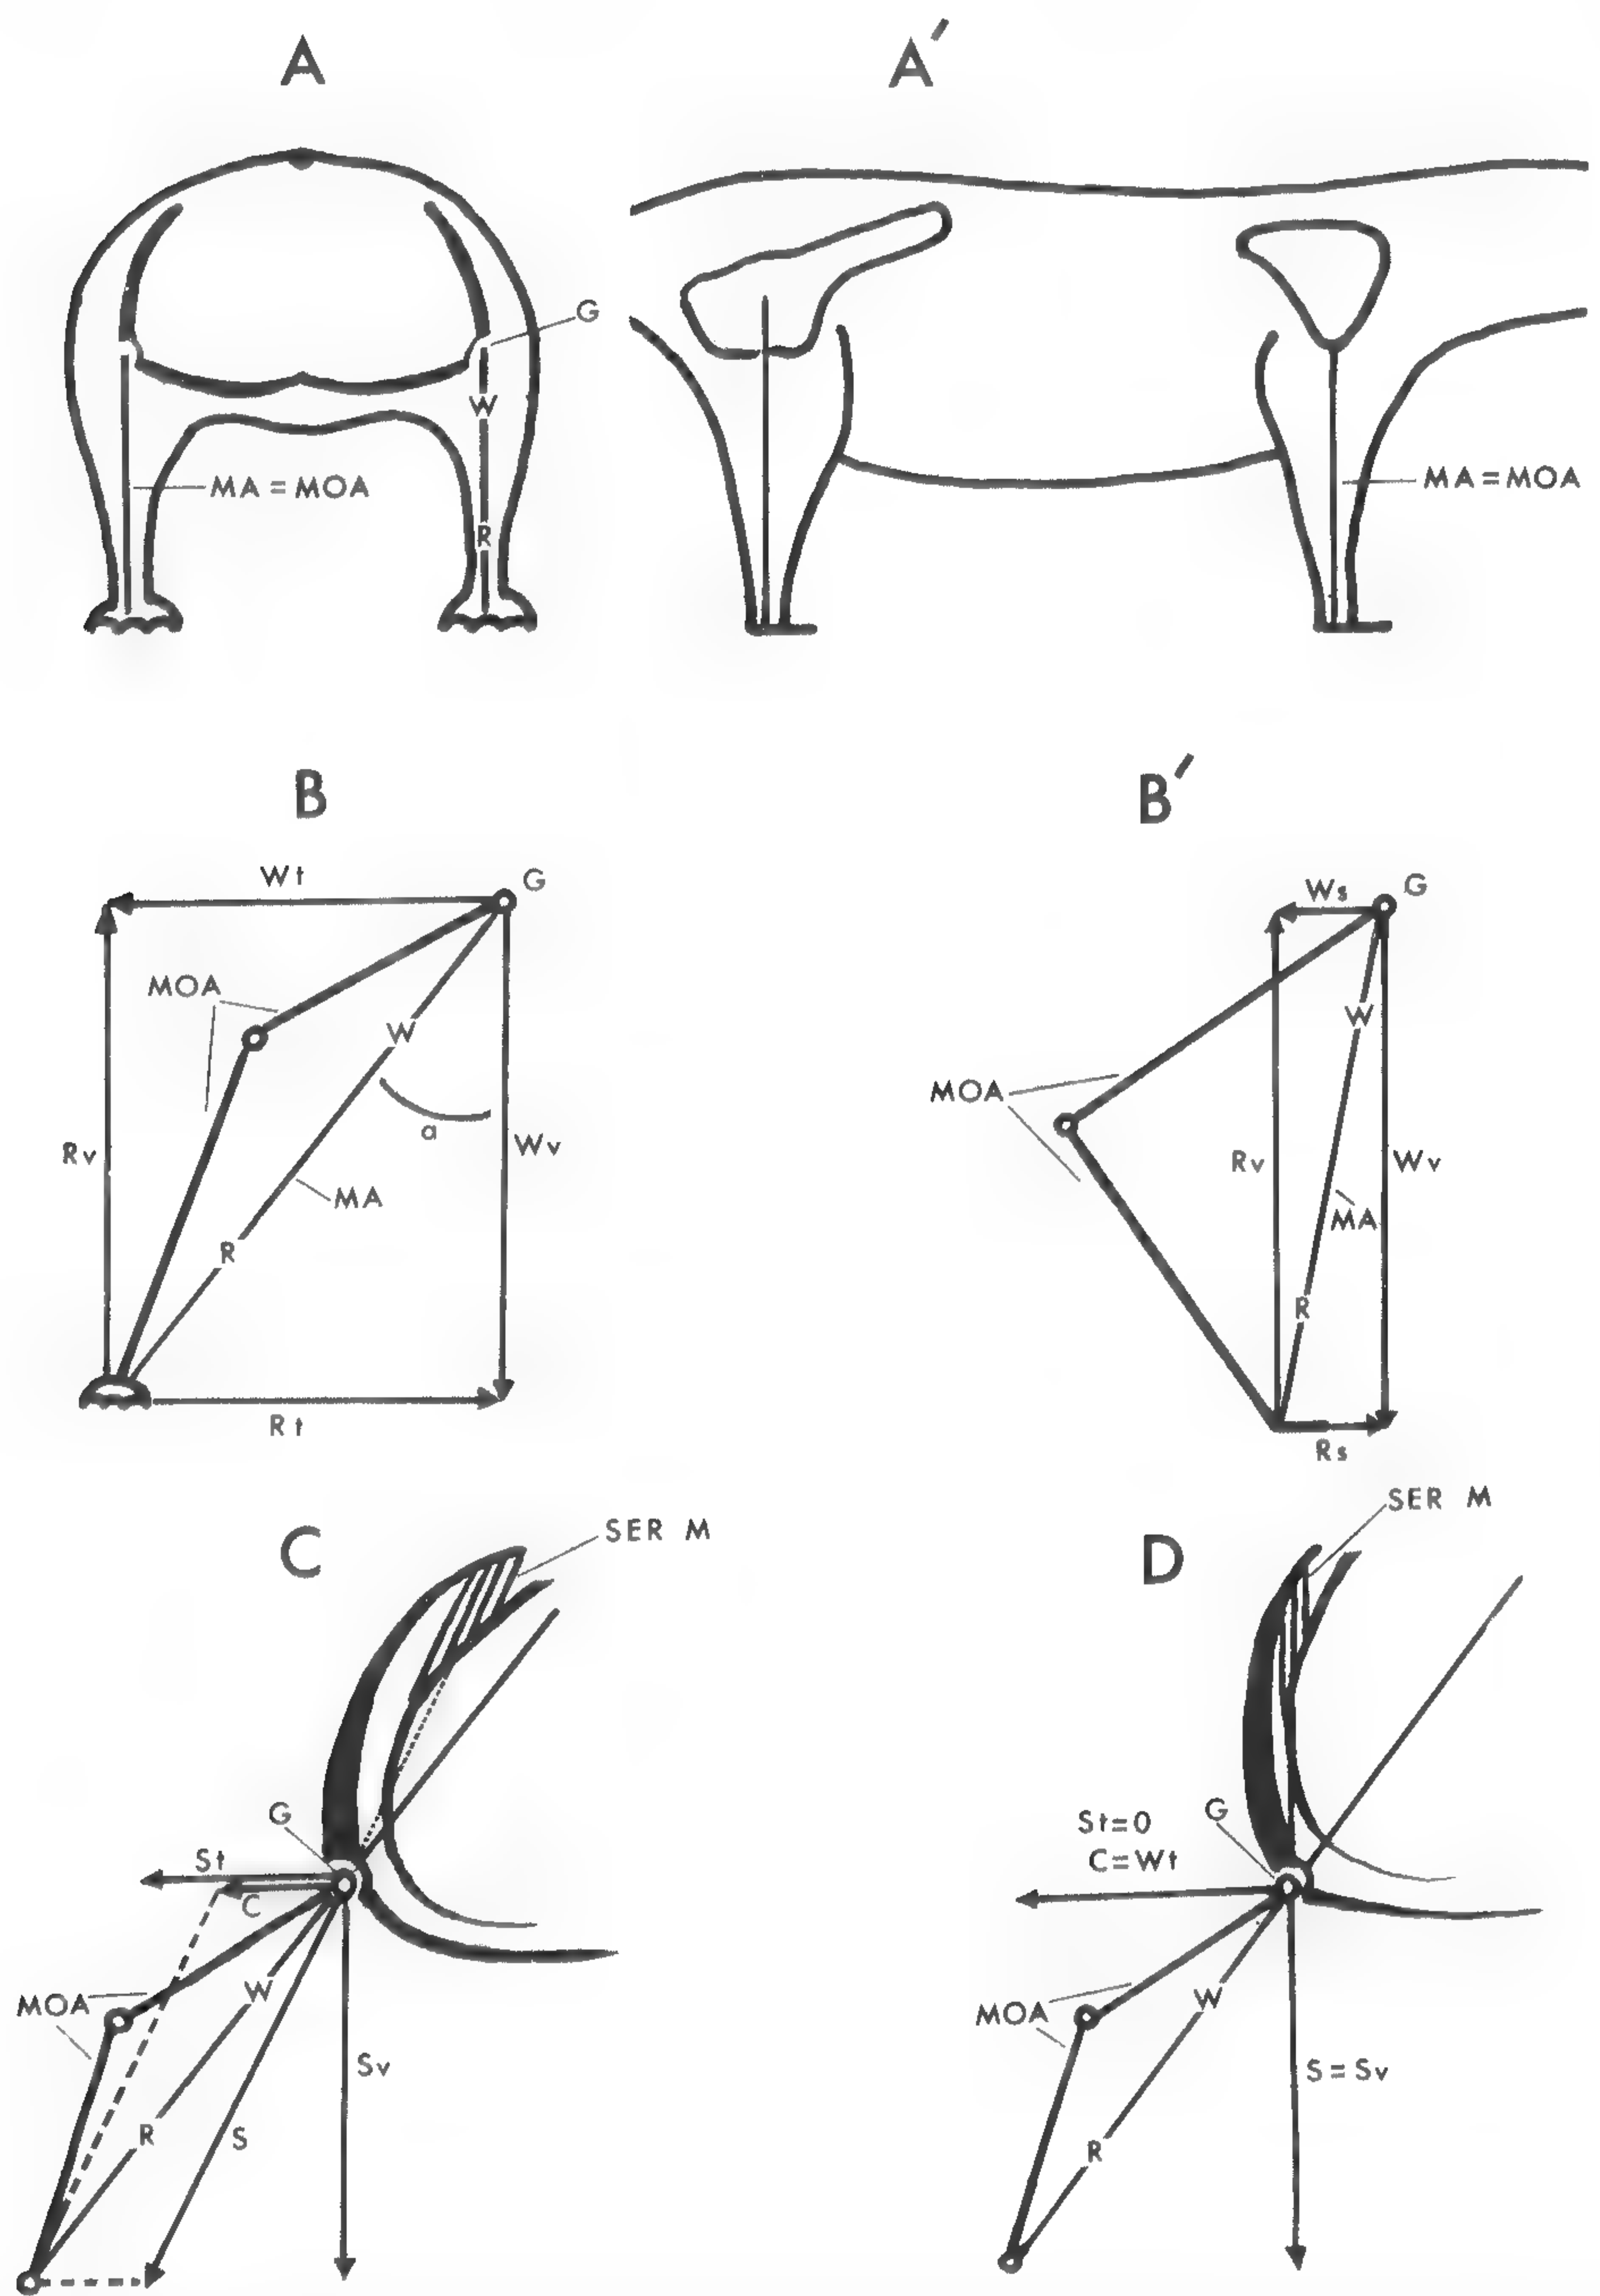 A
A′
G
W
MA = MOA
MA = MOA
R
B
B′
Wt
G
Ws
G
MOA
W
W
MOA
a
Rv
Wv
Rv
Wv
MA
MA
R
R
Rt
Rs
C
SER M
D
SER M
G
G
St
St=0
C=Wt
C
W
MOA
W
MOA
Sv
S = Sv
R
S
R